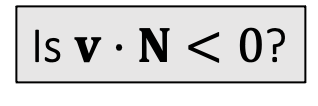 Is v · N < 0?